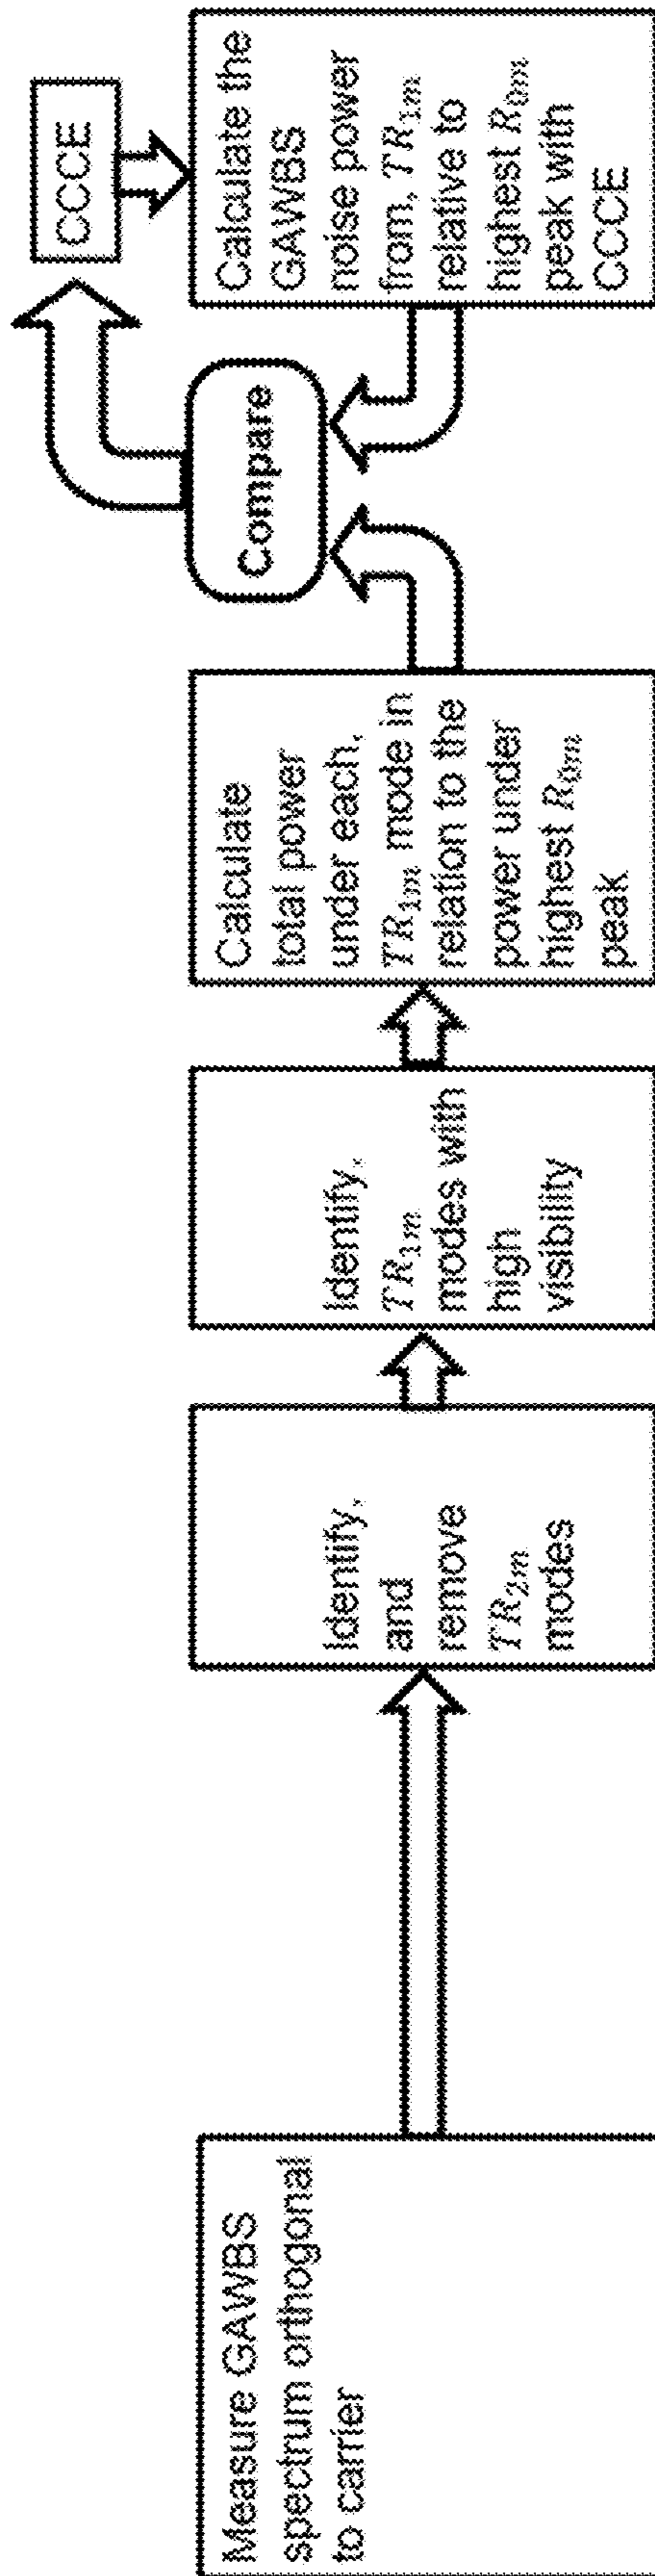 Measure GAWBS
spectrum orthogonal
to carrier
Identify,
and
remove
TR₂ₘ
modes
Identify,
TR₁ₘ
modes with
high
visibility
Calculate
total power
under each,
TR₁ₘ mode in
relation to the
power under
highest R₀ₘ
peak
Compare
CCCE
Calculate the
GAWBS
noise power
from, TR₁ₘ
relative to
highest R₀ₘ
peak with
CCCE